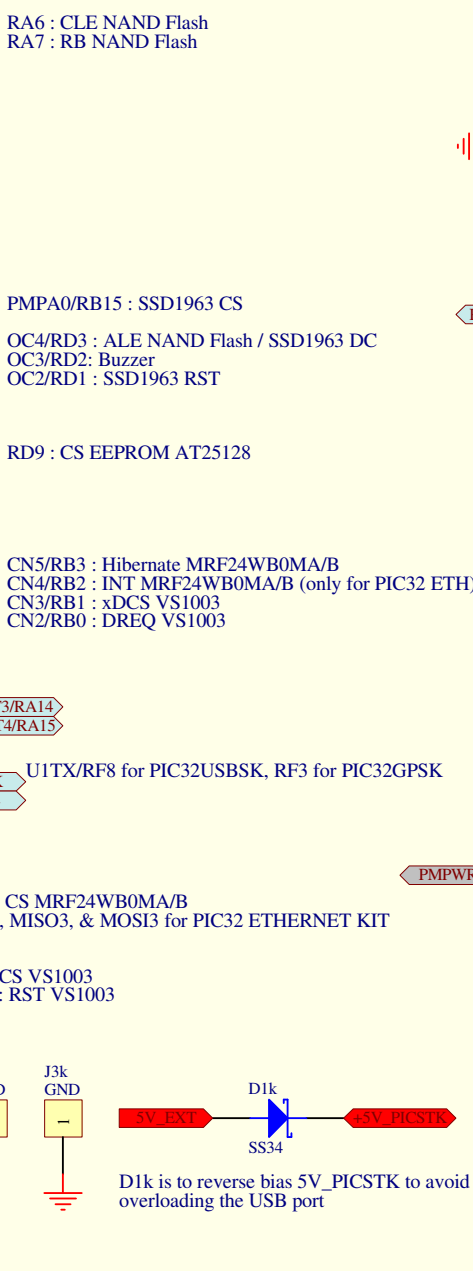 RA6 : CLE NAND Flash
RA7 : RB NAND Flash
PMPA0/RB15 : SSD1963 CS
OC4/RD3 : ALE NAND Flash / SSD1963 DC
OC3/RD2: Buzzer
OC2/RD1 : SSD1963 RST
RD9 : CS EEPROM AT25128
CN5/RB3 : Hibernate MRF24WB0MA/B
CN4/RB2 : INT MRF24WB0MA/B (only for PIC32 ETH)
CN3/RB1 : xDCS VS1003
CN2/RB0 : DREQ VS1003
3/RA14
4/RA15
U1TX/RF8 for PIC32USBSK, RF3 for PIC32GPSK
PMPWR
CS MRF24WB0MA/B
, MISO3, & MOSI3 for PIC32 ETHERNET KIT
CS VS1003
: RST VS1003
J3k
GND
1
D1k
5V_EXT
+5V_PICSTK
SS34
D1k is to reverse bias 5V_PICSTK to avoid
overloading the USB port